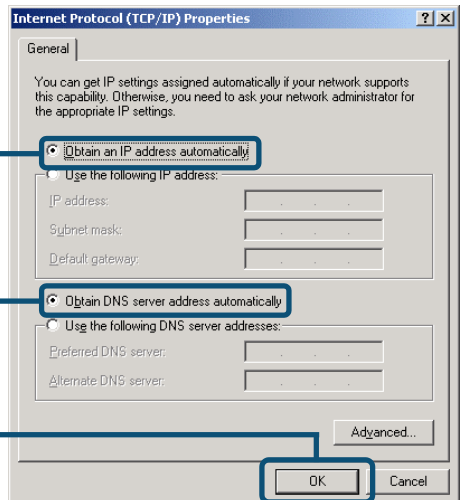 Internet Protocol (TCP/IP) Properties
General
You can get IP settings assigned automatically if your network supports
this capability. Otherwise, you need to ask your network administrator for
the appropriate IP settings.
Obtain an IP address automatically
Use the following IP address:
IP address:
Subnet mask:
Default gateway:
Obtain DNS server address automatically
Use the following DNS server addresses:
Preferred DNS server:
Alternate DNS server:
Advanced...
OK
Cancel